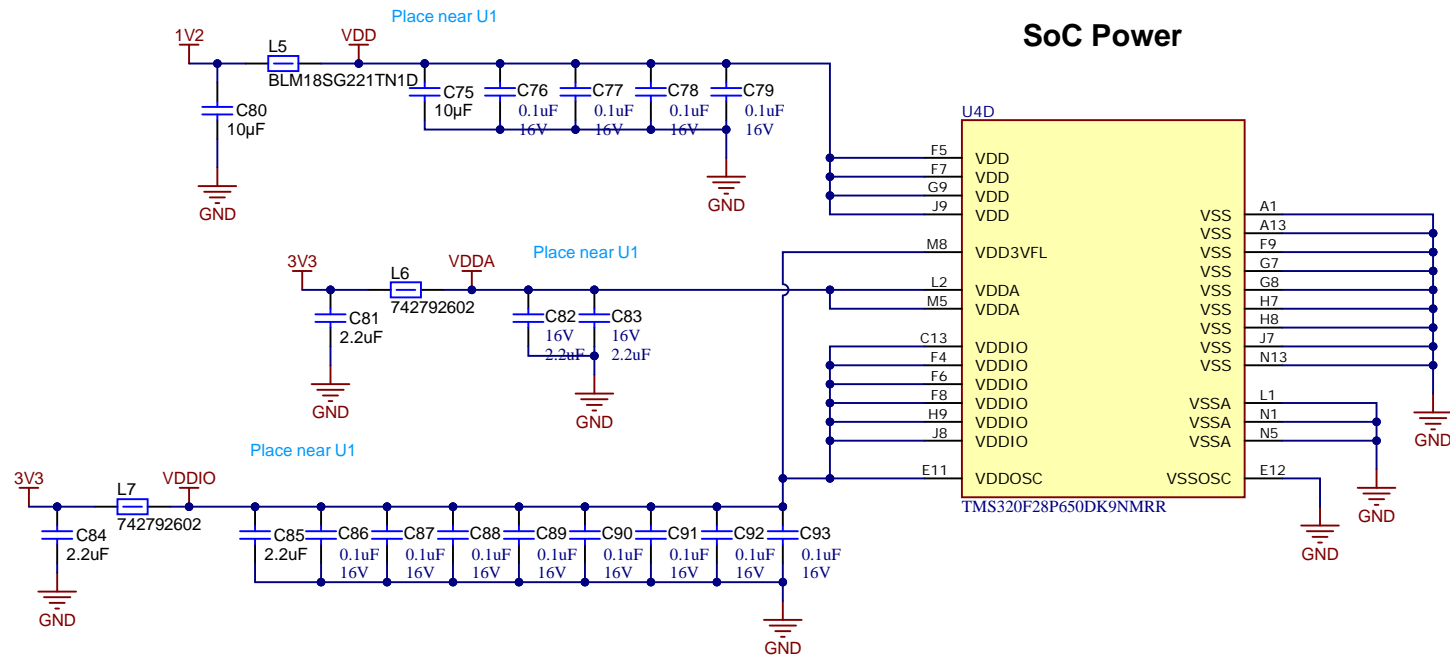 Place near U1
SoC Power
1V2
L5
VDD
BLM18SG221TN1D
C80
10µF
C75
10µF
C76
0.1uF
16V
C77
0.1uF
16V
C78
0.1uF
16V
C79
0.1uF
16V
GND
GND
U4D
F5 VDD
F7 VDD
G9 VDD
J9 VDD
M8 VDD3VFL
L2 VDDA
M5 VDDA
C13 VDDIO
F4 VDDIO
F6 VDDIO
F8 VDDIO
H9 VDDIO
J8 VDDIO
E11 VDDOSC
VSS A1
VSS A13
VSS F9
VSS G7
VSS G8
VSS H7
VSS H8
VSS J7
VSS N13
VSSA L1
VSSA N1
VSSA N5
VSSOSC E12
TMS320F28P650DK9NMRR
GND
GND
GND
Place near U1
3V3
L6
VDDA
742792602
C81
2.2uF
C82
16V
2.2uF
C83
16V
2.2uF
GND
GND
Place near U1
3V3
L7
VDDIO
742792602
C84
2.2uF
C85
2.2uF
C86
0.1uF
16V
C87
0.1uF
16V
C88
0.1uF
16V
C89
0.1uF
16V
C90
0.1uF
16V
C91
0.1uF
16V
C92
0.1uF
16V
C93
0.1uF
16V
GND
GND